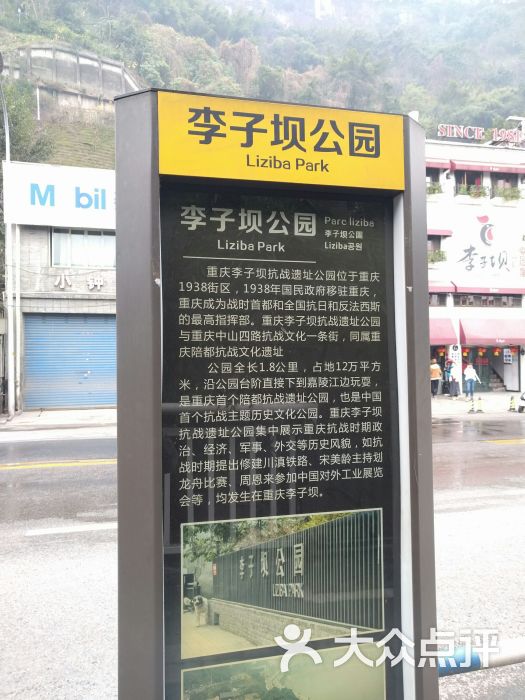 李子坝公园
Liziba Park
SINCE 1981
M bil
李子坝
李子坝公园
Liziba Park
Parc liziba
李子坝公園
Liziba공원
重庆李子坝抗战遗址公园位于重庆
1938街区，1938年国民政府移驻重庆，
重庆成为战时首都和全国抗日和反法西斯
的最高指挥部。重庆李子坝抗战遗址公园
与重庆中山四路抗战文化一条街，同属重
庆陪都抗战文化遗址
公园全长1.8公里，占地12万平方
米，沿公园台阶直接下到嘉陵江边玩耍，
是重庆首个陪都抗战遗址公园，也是中国
首个抗战主题历史文化公园。重庆李子坝
抗战遗址公园集中展示重庆抗战时期政
治、经济、军事、外交等历史风貌，如抗
战时期提出修建川滇铁路、宋美龄主持划
龙舟比赛、周恩来参加中国对外工业展览
会等，均发生在重庆李子坝。
李子坝公园
LIZIBA PARK
大众点评